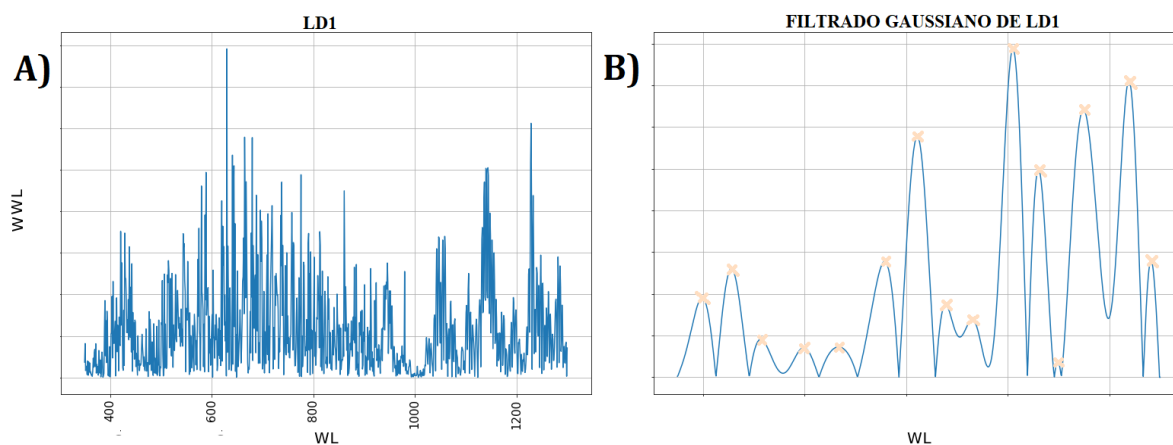 A)
LD1
WWL
400
600
800
1000
1200
WL
B)
FILTRADO GAUSSIANO DE LD1
WL